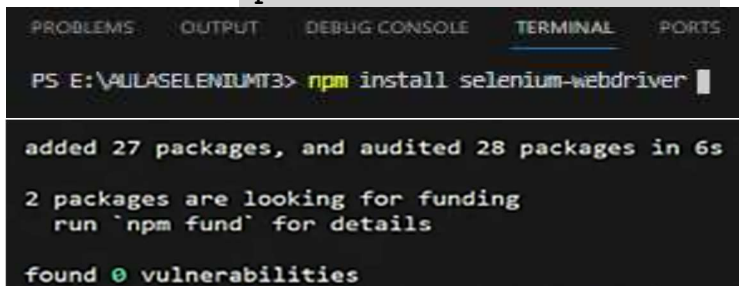 PROBLEMS OUTPUT DEBUG CONSOLE TERMINAL PORTS
PS E:\AULASELENIUMT3> npm install selenium-webdriver
added 27 packages, and audited 28 packages in 6s
2 packages are looking for funding
run `npm fund` for details
found 0 vulnerabilities